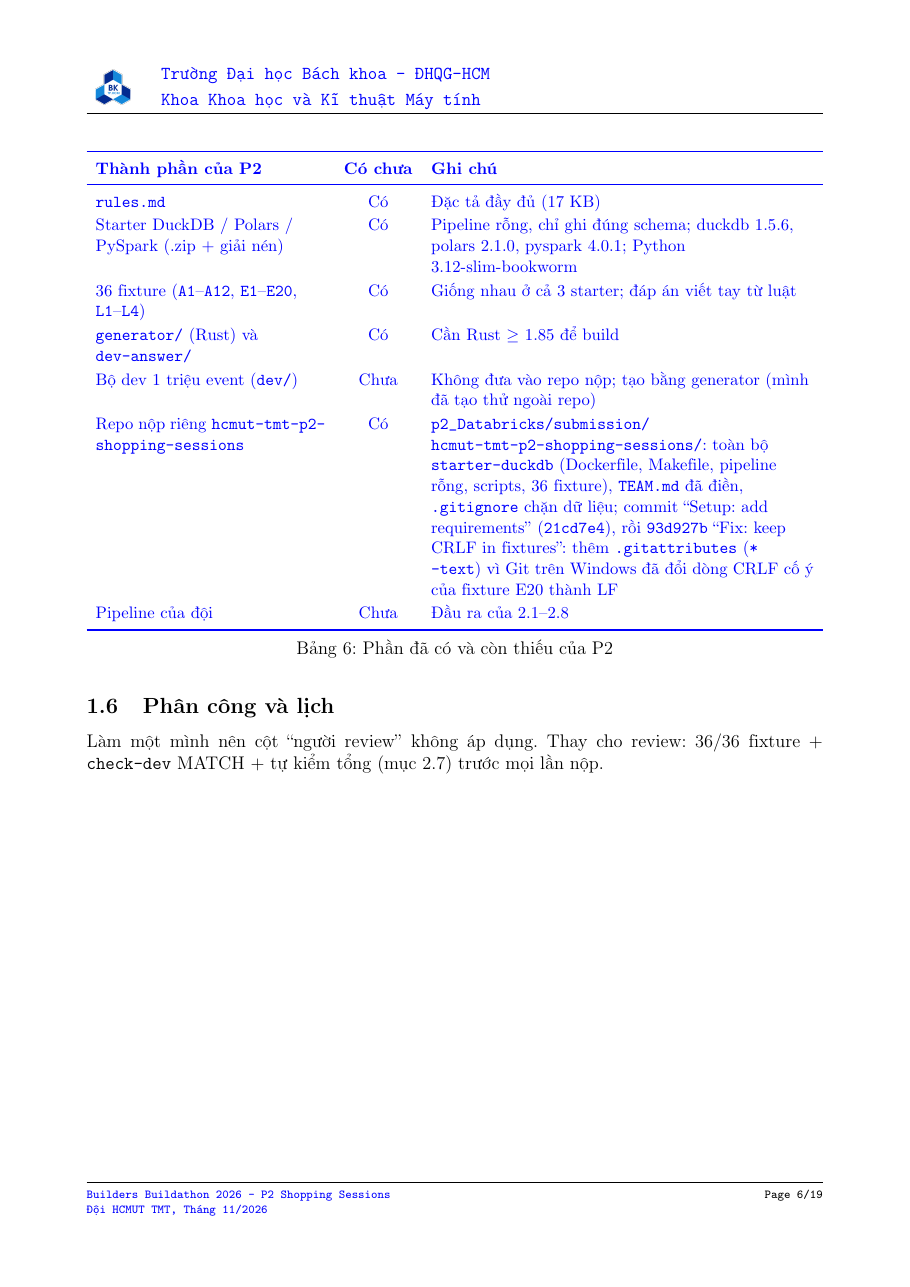 BK
Trường Đại học Bách khoa - ĐHQG-HCM
Khoa Khoa học và Kĩ thuật Máy tính
Thành phần của P2 Có chưa Ghi chú
rules.md Có Đặc tả đầy đủ (17 KB)
Starter DuckDB / Polars / Có Pipeline rỗng, chỉ ghi đúng schema; duckdb 1.5.6,
PySpark (.zip + giải nén) polars 2.1.0, pyspark 4.0.1; Python
3.12-slim-bookworm
36 fixture (A1–A12, E1–E20, Có Giống nhau ở cả 3 starter; đáp án viết tay từ luật
L1–L4)
generator/ (Rust) và Có Cần Rust ≥ 1.85 để build
dev-answer/
Bộ dev 1 triệu event (dev/) Chưa Không đưa vào repo nộp; tạo bằng generator (mình
đã tạo thử ngoài repo)
Repo nộp riêng hcmut-tmt-p2- Có p2_Databricks/submission/
shopping-sessions hcmut-tmt-p2-shopping-sessions/: toàn bộ
starter-duckdb (Dockerfile, Makefile, pipeline
rỗng, scripts, 36 fixture), TEAM.md đã điền,
.gitignore chặn dữ liệu; commit “Setup: add
requirements” (21cd7e4), rồi 93d927b “Fix: keep
CRLF in fixtures”: thêm .gitattributes (*
-text) vì Git trên Windows đã đổi dòng CRLF cố ý
của fixture E20 thành LF
Pipeline của đội Chưa Đầu ra của 2.1–2.8
Bảng 6: Phần đã có và còn thiếu của P2
1.6 Phân công và lịch
Làm một mình nên cột “người review” không áp dụng. Thay cho review: 36/36 fixture +
check-dev MATCH + tự kiểm tổng (mục 2.7) trước mọi lần nộp.
Builders Buildathon 2026 - P2 Shopping Sessions Page 6/19
Đội HCMUT TMT, Tháng 11/2026